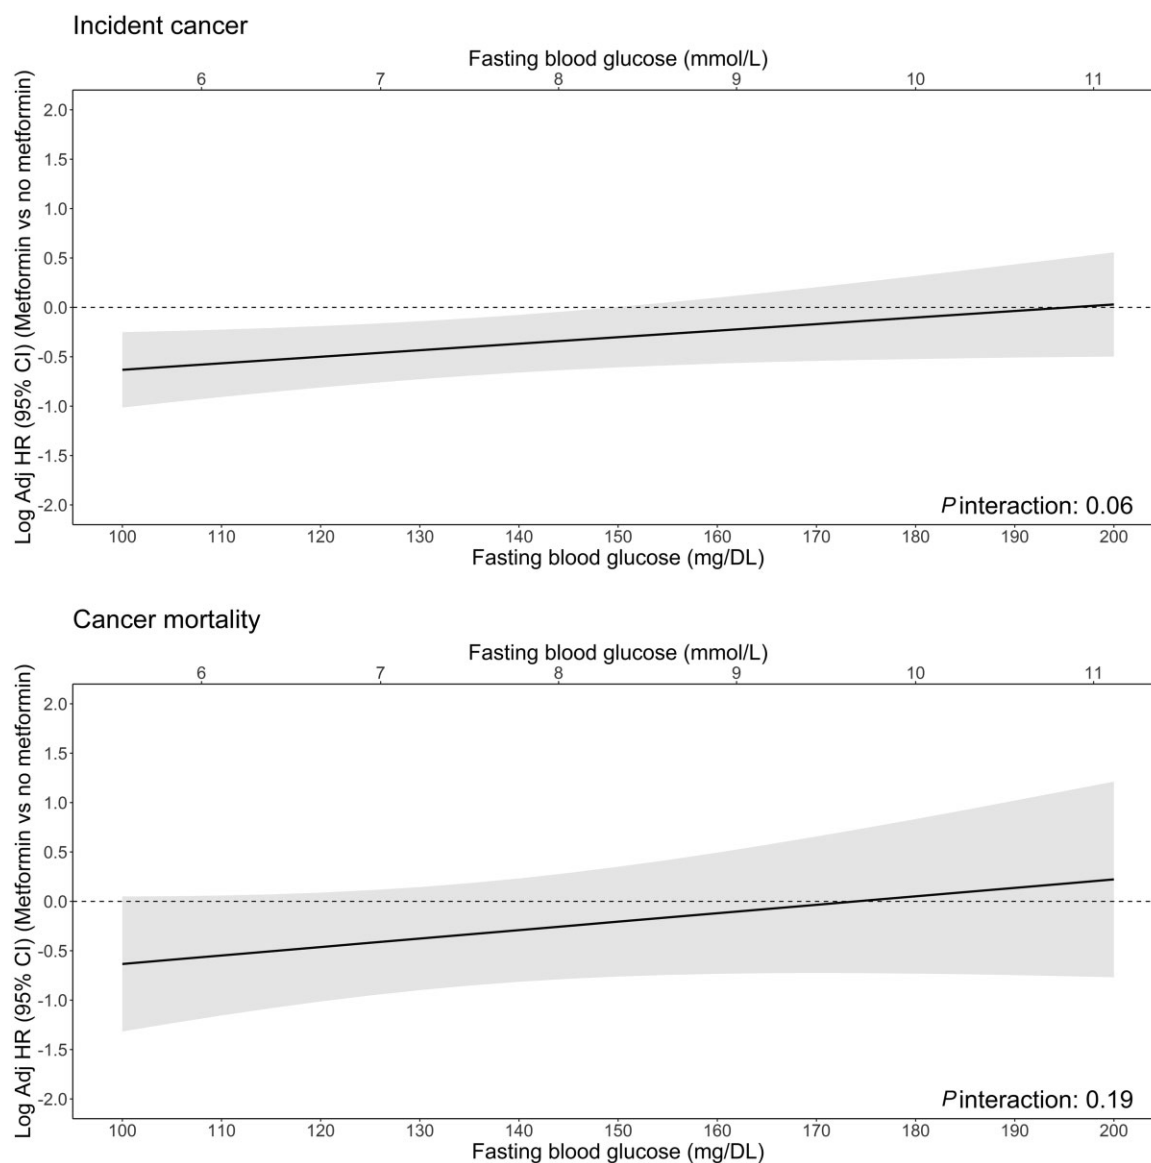 Incident cancer
Fasting blood glucose (mmol/L)
6 7 8 9 10 11
Log Adj HR (95% CI) (Metformin vs no metformin)
2.0
1.5
1.0
0.5
0.0
-0.5
-1.0
-1.5
-2.0
P interaction: 0.06
100 110 120 130 140 150 160 170 180 190 200
Fasting blood glucose (mg/DL)
Cancer mortality
Fasting blood glucose (mmol/L)
6 7 8 9 10 11
Log Adj HR (95% CI) (Metformin vs no metformin)
2.0
1.5
1.0
0.5
0.0
-0.5
-1.0
-1.5
-2.0
P interaction: 0.19
100 110 120 130 140 150 160 170 180 190 200
Fasting blood glucose (mg/DL)